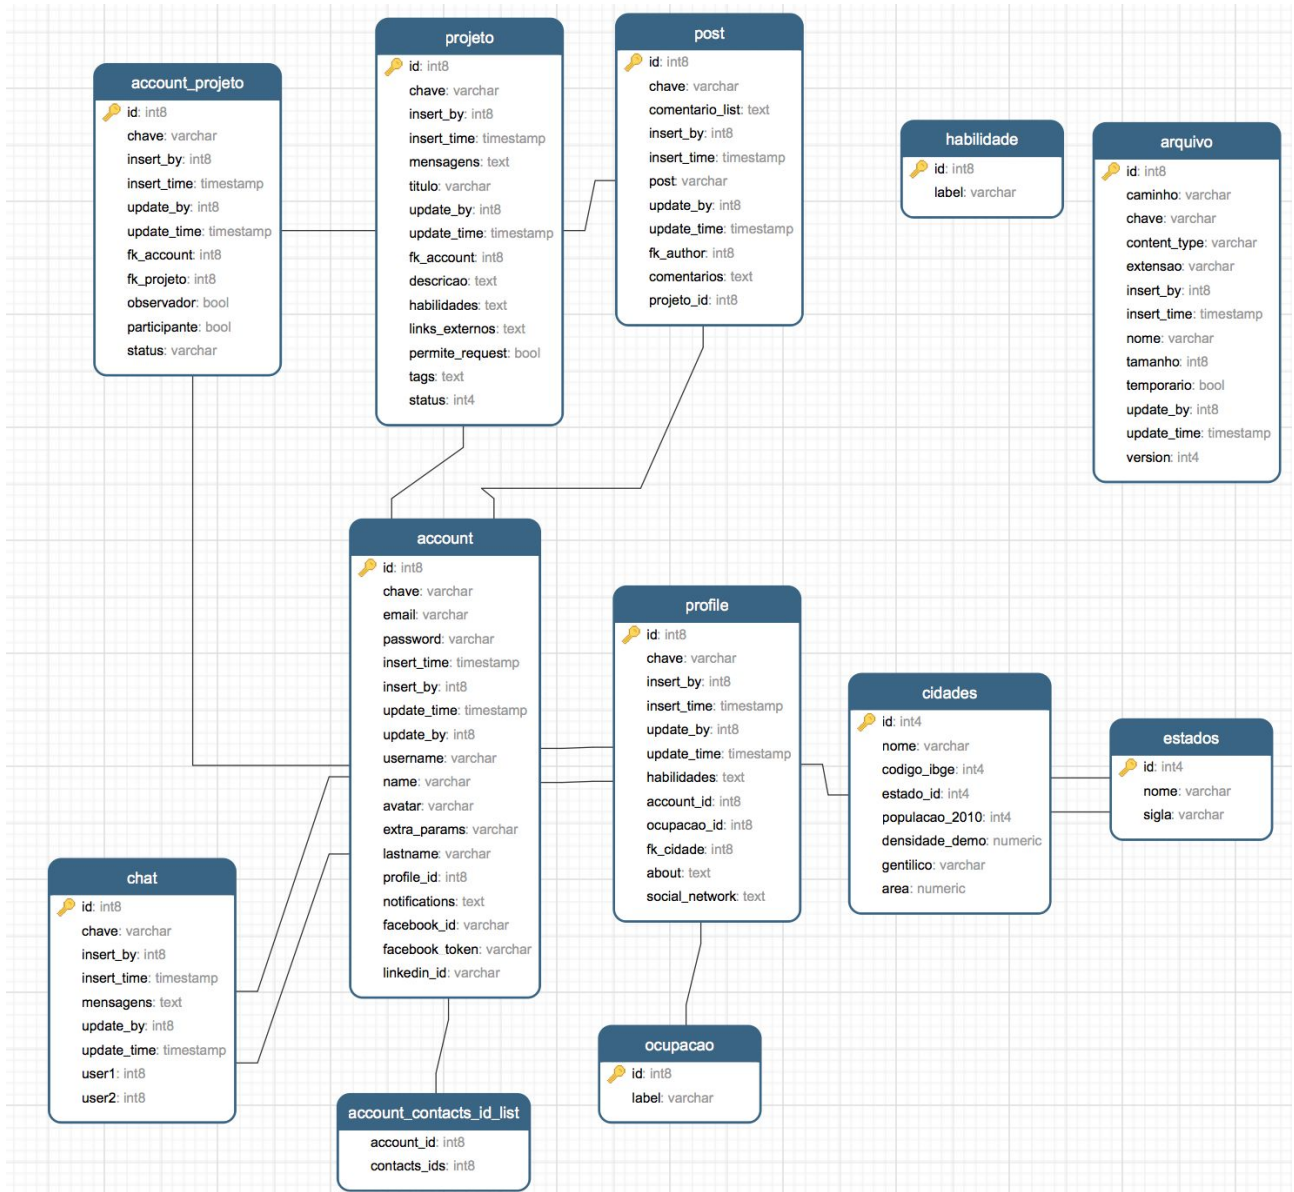 account_projeto
id: int8
chave: varchar
insert_by: int8
insert_time: timestamp
update_by: int8
update_time: timestamp
fk_account: int8
fk_projeto: int8
observador: bool
participante: bool
status: varchar
projeto
id: int8
chave: varchar
insert_by: int8
insert_time: timestamp
mensagens: text
titulo: varchar
update_by: int8
update_time: timestamp
fk_account: int8
descricao: text
habilidades: text
links_externos: text
permite_request: bool
tags: text
status: int4
post
id: int8
chave: varchar
comentario_list: text
insert_by: int8
insert_time: timestamp
post: varchar
update_by: int8
update_time: timestamp
fk_author: int8
comentarios: text
projeto_id: int8
habilidade
id: int8
label: varchar
arquivo
id: int8
caminho: varchar
chave: varchar
content_type: varchar
extensao: varchar
insert_by: int8
insert_time: timestamp
nome: varchar
tamanho: int8
temporario: bool
update_by: int8
update_time: timestamp
version: int4
account
id: int8
chave: varchar
email: varchar
password: varchar
insert_time: timestamp
insert_by: int8
update_time: timestamp
update_by: int8
username: varchar
name: varchar
avatar: varchar
extra_params: varchar
lastname: varchar
profile_id: int8
notifications: text
facebook_id: varchar
facebook_token: varchar
linkedin_id: varchar
profile
id: int8
chave: varchar
insert_by: int8
insert_time: timestamp
update_by: int8
update_time: timestamp
habilidades: text
account_id: int8
ocupacao_id: int8
fk_cidade: int8
about: text
social_network: text
cidades
id: int4
nome: varchar
codigo_ibge: int4
estado_id: int4
populacao_2010: int4
densidade_demo: numeric
gentilico: varchar
area: numeric
estados
id: int4
nome: varchar
sigla: varchar
chat
id: int8
chave: varchar
insert_by: int8
insert_time: timestamp
mensagens: text
update_by: int8
update_time: timestamp
user1: int8
user2: int8
account_contacts_id_list
account_id: int8
contacts_ids: int8
ocupacao
id: int8
label: varchar